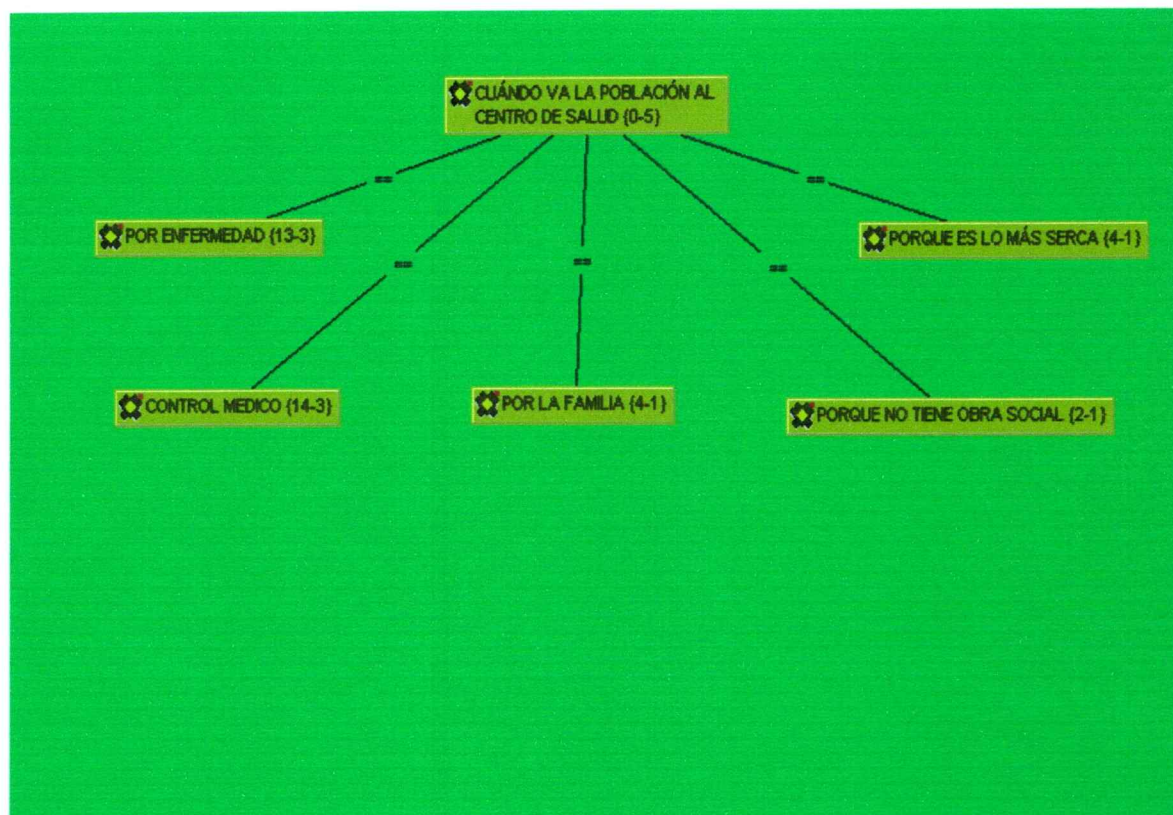 CUÁNDO VA LA POBLACIÓN AL
CENTRO DE SALUD {0-5}
==
==
POR ENFERMEDAD {13-3}
PORQUE ES LO MÁS SERCA {4-1}
==
==
==
CONTROL MEDICO {14-3}
POR LA FAMILIA {4-1}
PORQUE NO TIENE OBRA SOCIAL {2-1}